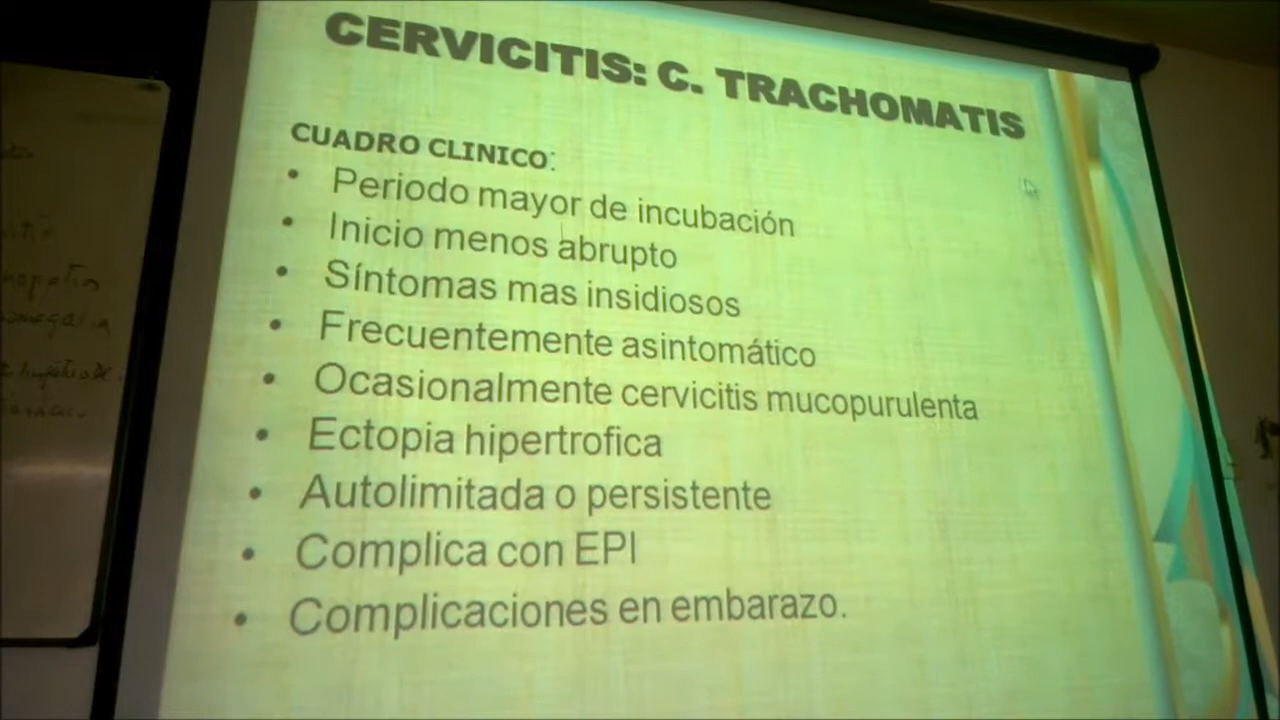 CERVICITIS: C. TRACHOMATIS
CUADRO CLINICO:
• Periodo mayor de incubación
• Inicio menos abrupto
• Síntomas mas insidiosos
• Frecuentemente asintomático
• Ocasionalmente cervicitis mucopurulenta
• Ectopia hipertrofica
• Autolimitada o persistente
• Complica con EPI
• Complicaciones en embarazo.